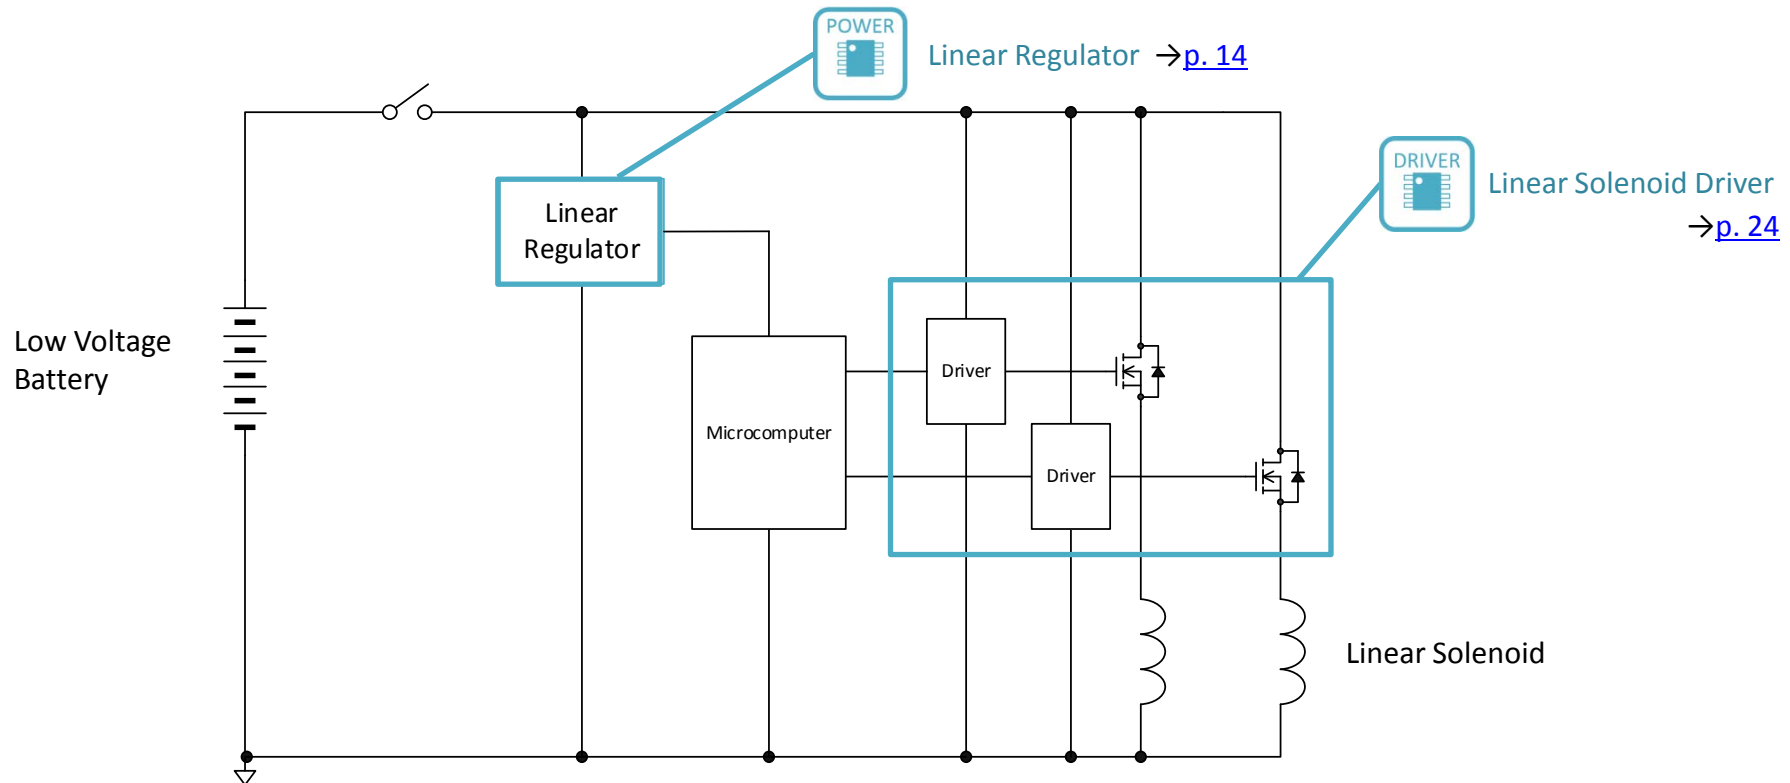 POWER
Linear Regulator →p. 14
DRIVER
Linear Solenoid Driver
→p. 24
Linear
Regulator
Low Voltage
Battery
Driver
Microcomputer
Driver
Linear Solenoid